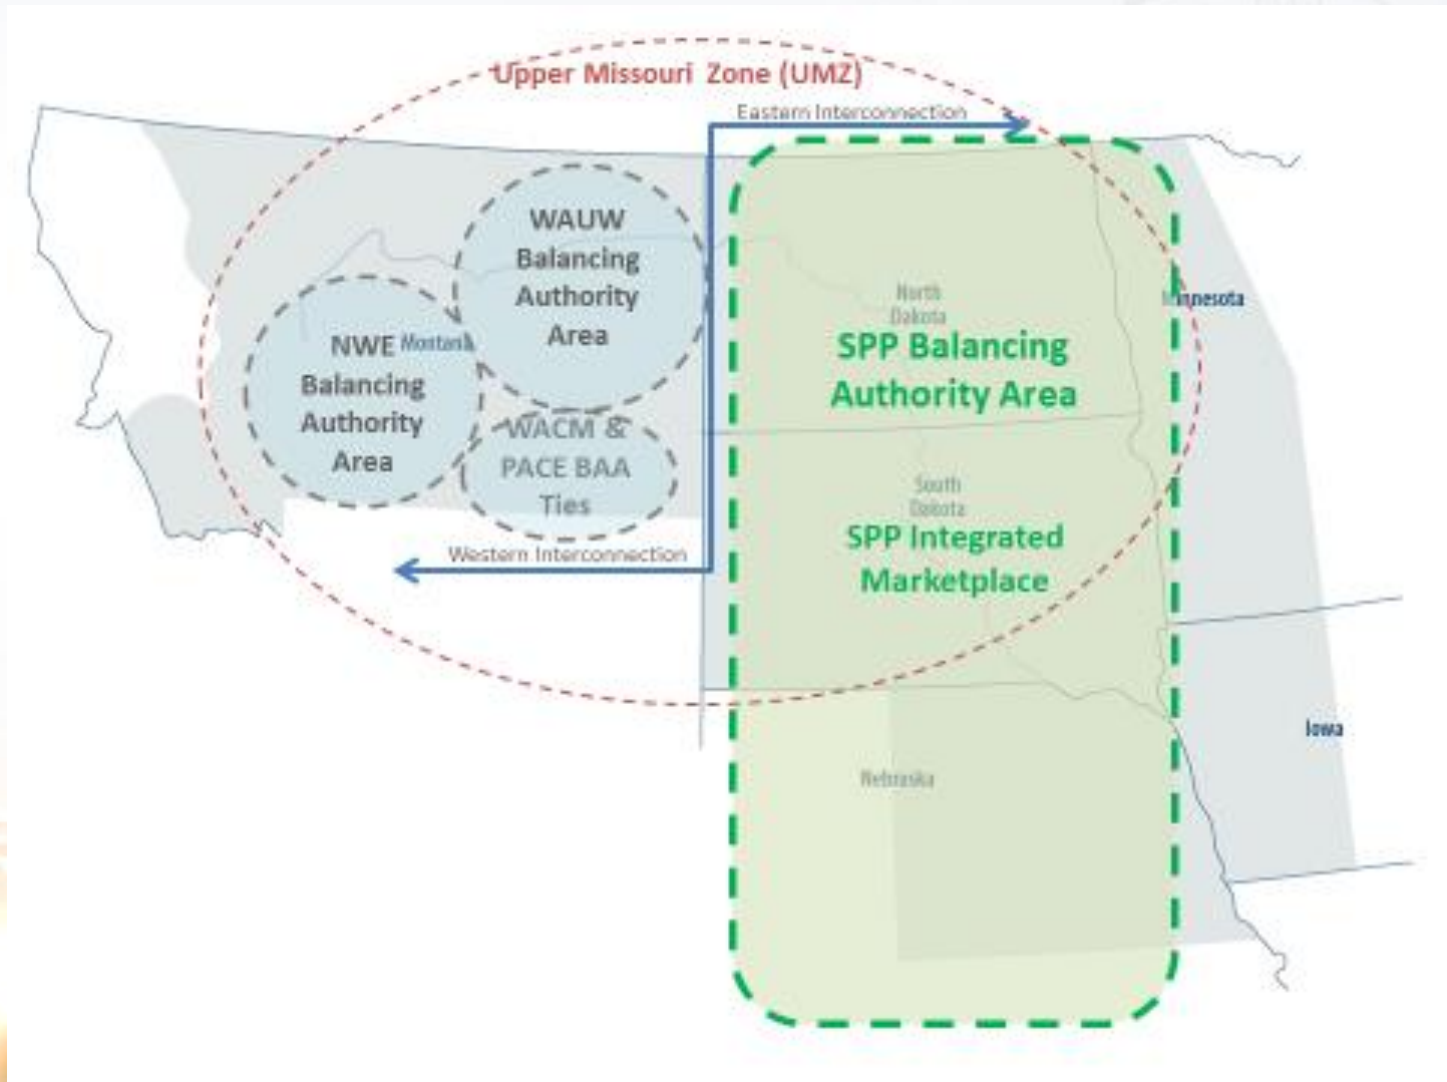 Upper Missouri Zone (UMZ)
Eastern Interconnection
WAUW
Balancing
Authority
Area
NWE
Balancing
Authority
Area
Montana
WACM &
PACE BAA
Ties
Western Interconnection
North
Dakota
SPP Balancing
Authority Area
South
Dakota
SPP Integrated
Marketplace
Minnesota
Iowa
Nebraska